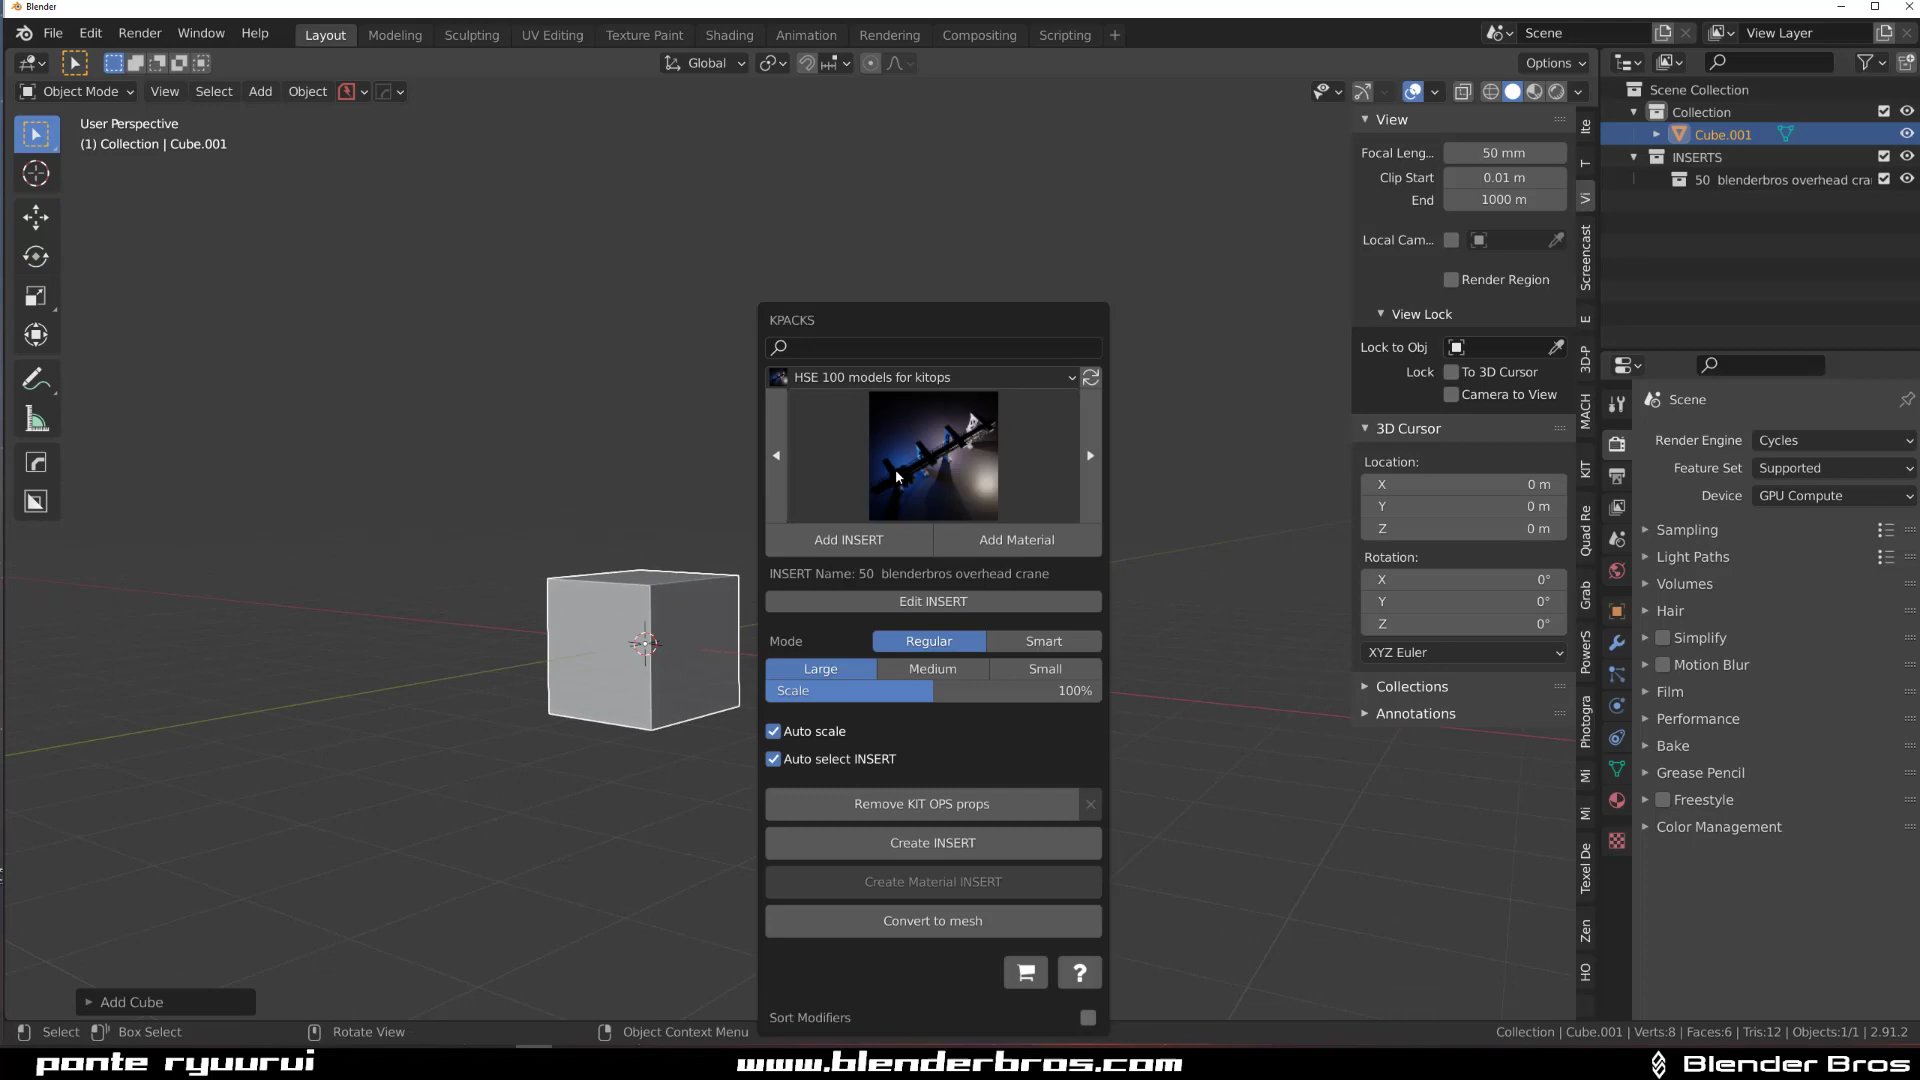 Blender
File Edit Render Window Help Layout Modeling Sculpting UV Editing Texture Paint Shading Animation Rendering Compositing Scripting + Scene View Layer
Global Options
Object Mode View Select Add Object
User Perspective
(1) Collection | Cube.001
Scene Collection
Collection
Cube.001
INSERTS
50 blenderbros overhead cra
View
Focal Leng... 50 mm
Clip Start 0.01 m
End 1000 m
Local Cam...
Render Region
View Lock
Lock to Obj
Lock To 3D Cursor
Camera to View
3D Cursor
Location:
X 0 m
Y 0 m
Z 0 m
Rotation:
X 0°
Y 0°
Z 0°
XYZ Euler
Collections
Annotations
Ite
T
Vi
Screencast
E
3D-P
MACH
KIT
Quad Re
Grab
PowerS
Photogra
Mi
Mi
Texel De
Zen
HO
KPACKS
HSE 100 models for kitops
Add INSERT Add Material
INSERT Name: 50 blenderbros overhead crane
Edit INSERT
Mode Regular Smart
Large Medium Small
Scale 100%
Auto scale
Auto select INSERT
Remove KIT OPS props
Create INSERT
Create Material INSERT
Convert to mesh
?
Sort Modifiers
Scene
Render Engine Cycles
Feature Set Supported
Device GPU Compute
Sampling
Light Paths
Volumes
Hair
Simplify
Motion Blur
Film
Performance
Bake
Grease Pencil
Freestyle
Color Management
Add Cube
Select Box Select Rotate View Object Context Menu Collection | Cube.001 | Verts:8 | Faces:6 | Tris:12 | Objects:1/1 | 2.91.2
ponte ryuurui www.blenderbros.com Blender Bros